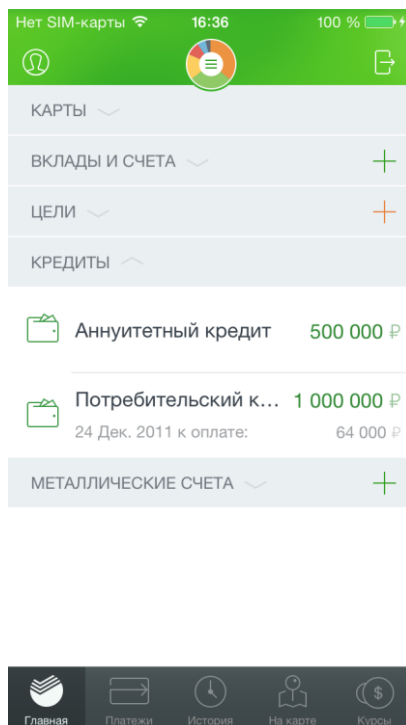 Нет SIM-карты 16:36 100 %
КАРТЫ
ВКЛАДЫ И СЧЕТА
ЦЕЛИ
КРЕДИТЫ
Аннуитетный кредит 500 000 ₽
Потребительский к... 1 000 000 ₽
24 Дек. 2011 к оплате: 64 000 ₽
МЕТАЛЛИЧЕСКИЕ СЧЕТА
Главная Платежи История На карте Курсы